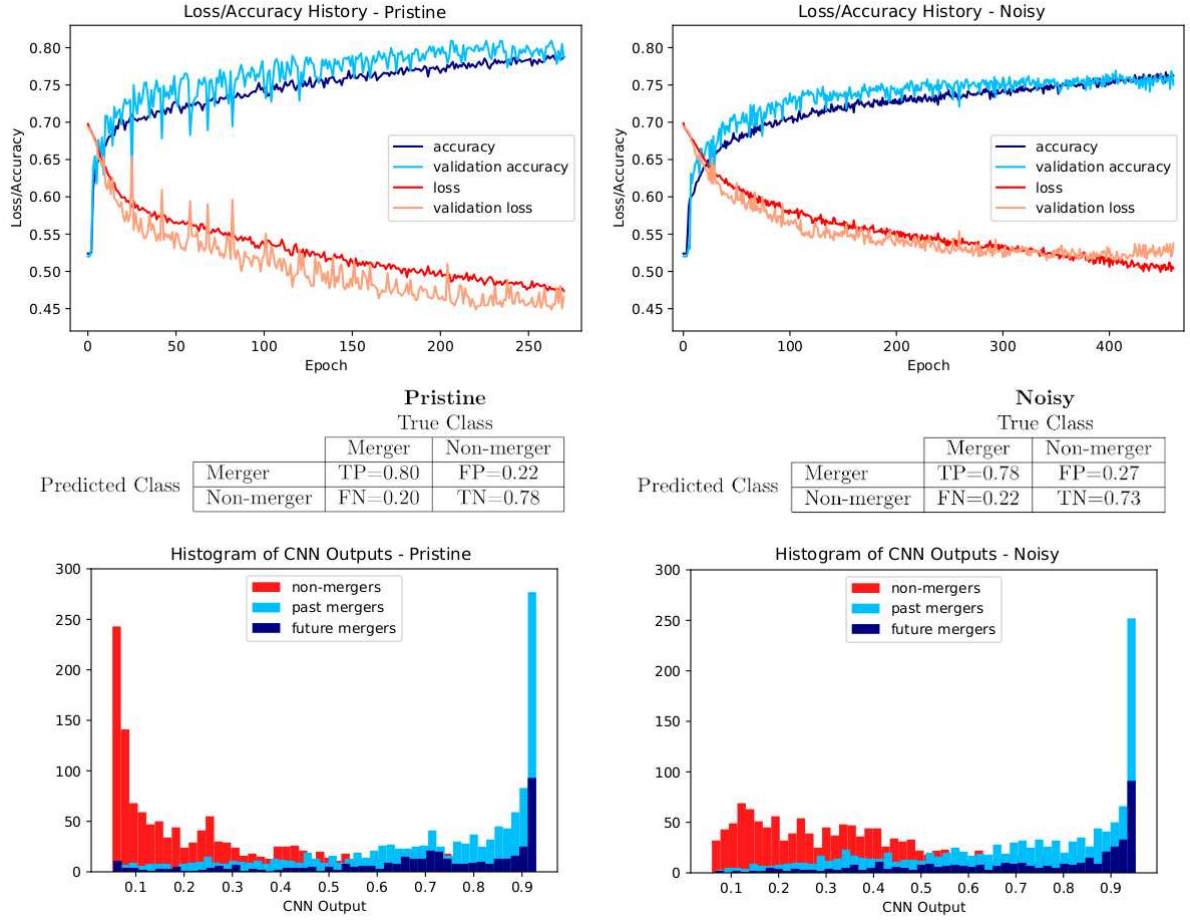 Loss/Accuracy History - Pristine
Loss/Accuracy
0.80
0.75
0.70
0.65
0.60
0.55
0.50
0.45
accuracy
validation accuracy
loss
validation loss
0 50 100 150 200 250
Epoch
Loss/Accuracy History - Noisy
Loss/Accuracy
0.80
0.75
0.70
0.65
0.60
0.55
0.50
0.45
accuracy
validation accuracy
loss
validation loss
0 100 200 300 400
Epoch
Pristine
True Class
Merger Non-merger
Predicted Class
Merger TP=0.80 FP=0.22
Non-merger FN=0.20 TN=0.78
Noisy
True Class
Merger Non-merger
Predicted Class
Merger TP=0.78 FP=0.27
Non-merger FN=0.22 TN=0.73
Histogram of CNN Outputs - Pristine
300
250
200
150
100
50
0
non-mergers
past mergers
future mergers
0.1 0.2 0.3 0.4 0.5 0.6 0.7 0.8 0.9
CNN Output
Histogram of CNN Outputs - Noisy
300
250
200
150
100
50
0
non-mergers
past mergers
future mergers
0.1 0.2 0.3 0.4 0.5 0.6 0.7 0.8 0.9
CNN Output